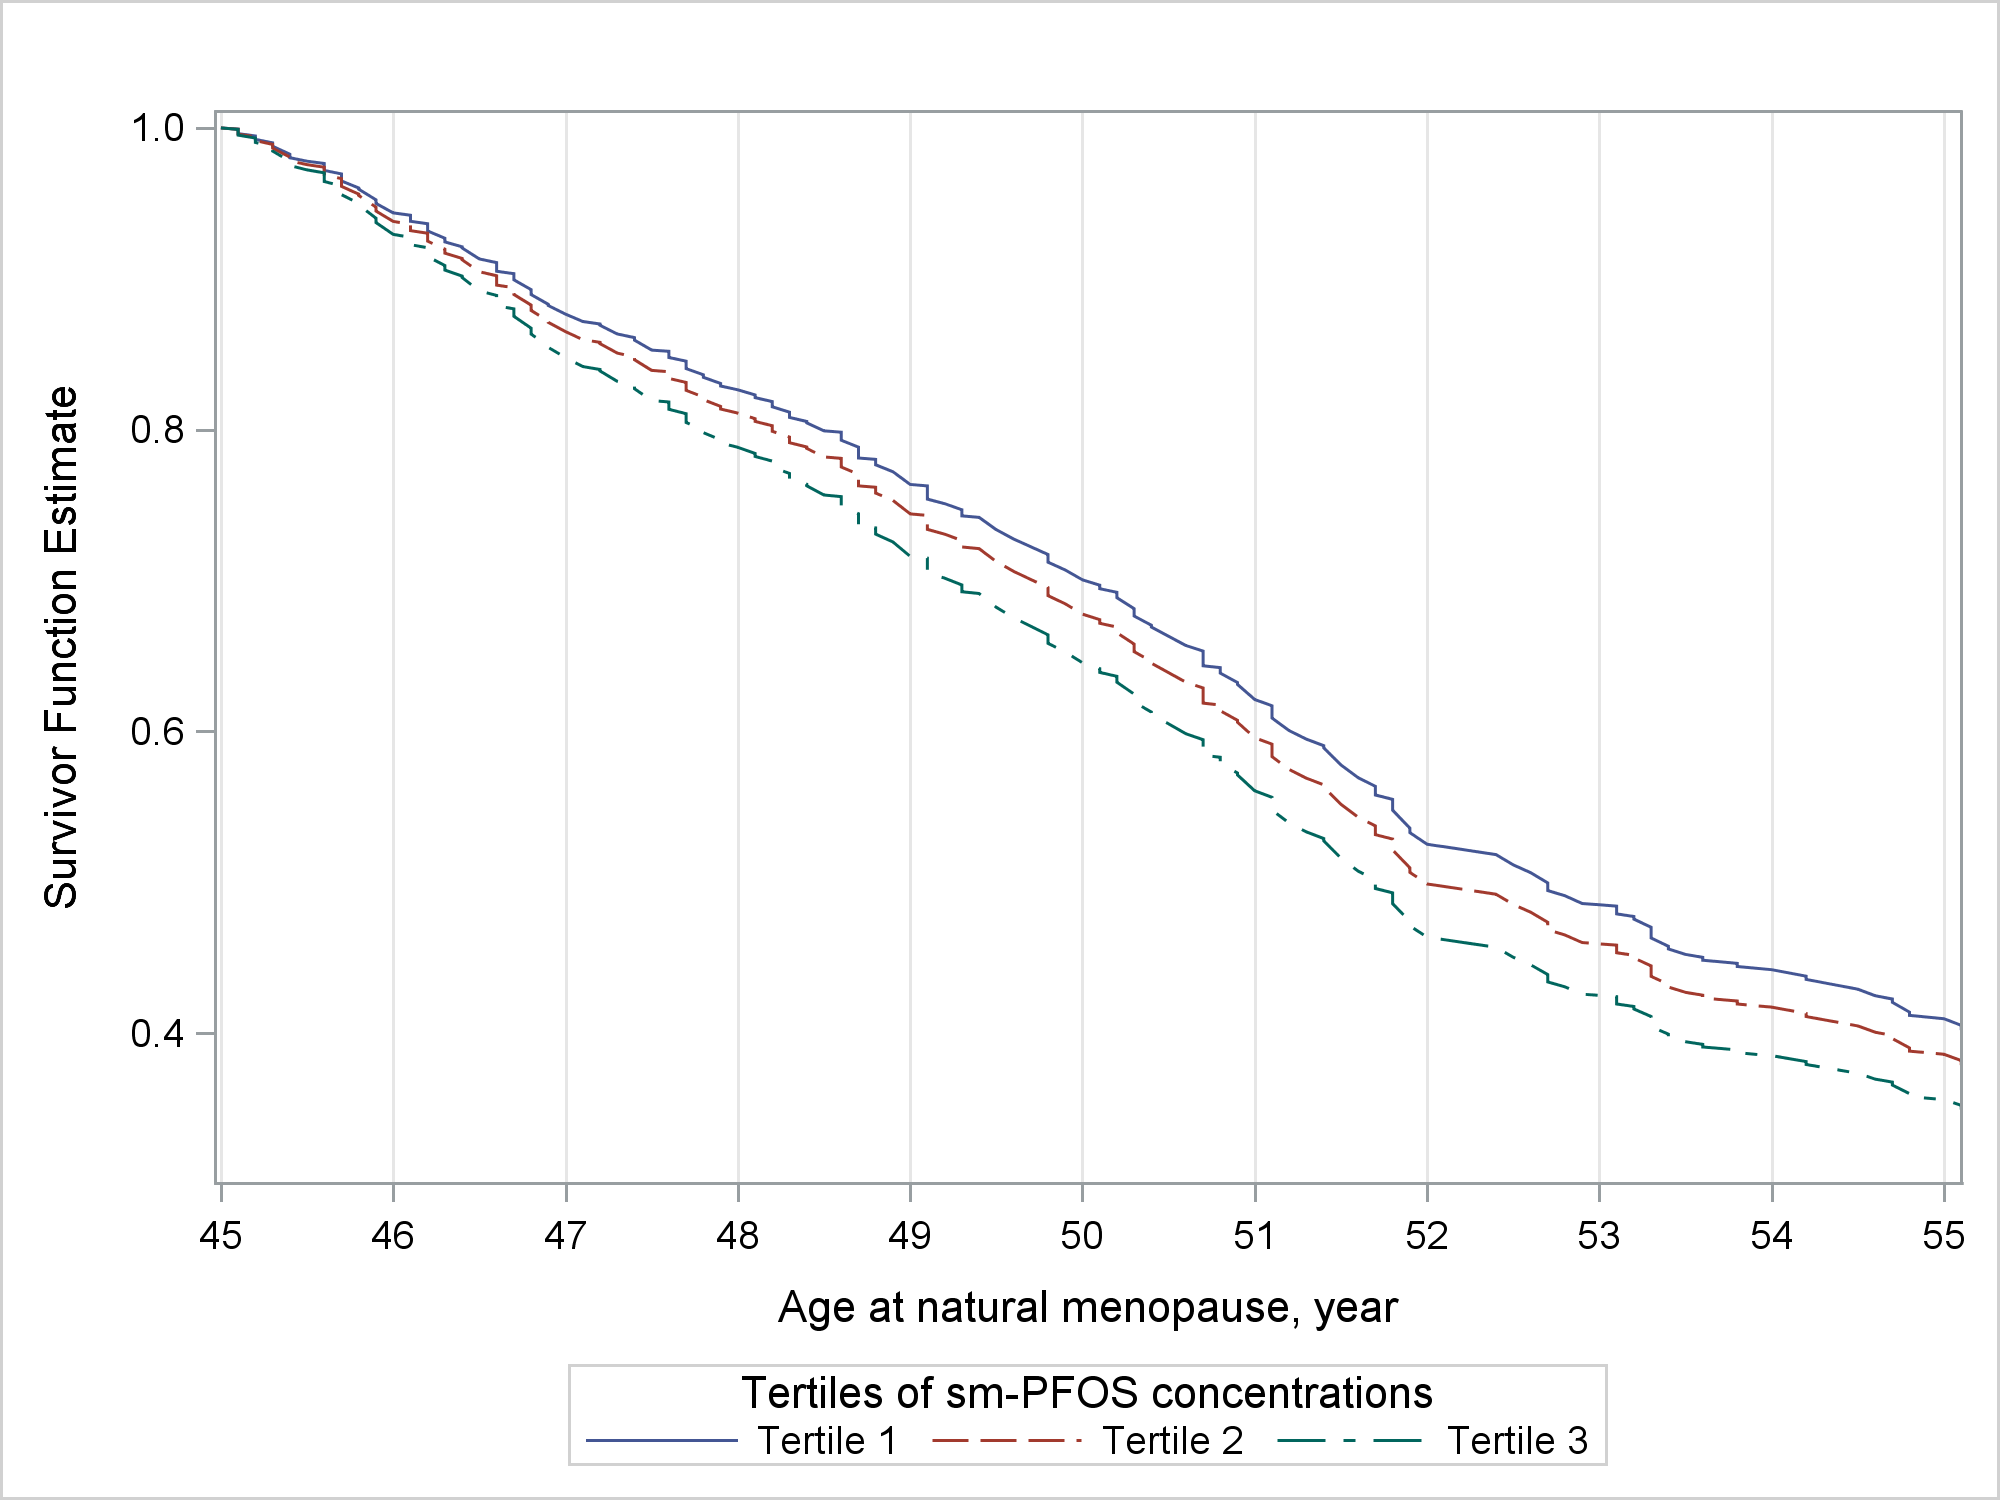 1.0
0.8
0.6
0.4
Survivor Function Estimate
45 46 47 48 49 50 51 52 53 54 55
Age at natural menopause, year
Tertiles of sm-PFOS concentrations
Tertile 1 Tertile 2 Tertile 3